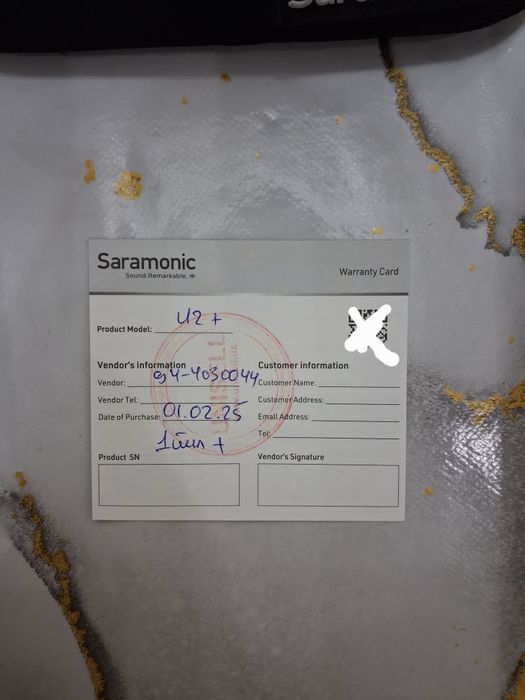 Saramonic
Sound. Remarkable.
Warranty Card
Product Model: U2 +
Vendor's information
Vendor: 94-4030044
Vendor Tel:
Date of Purchase: 01.02.25
Customer information
Customer Name:
Customer Address:
Email Address:
Tel:
Product SN
Vendor's Signature